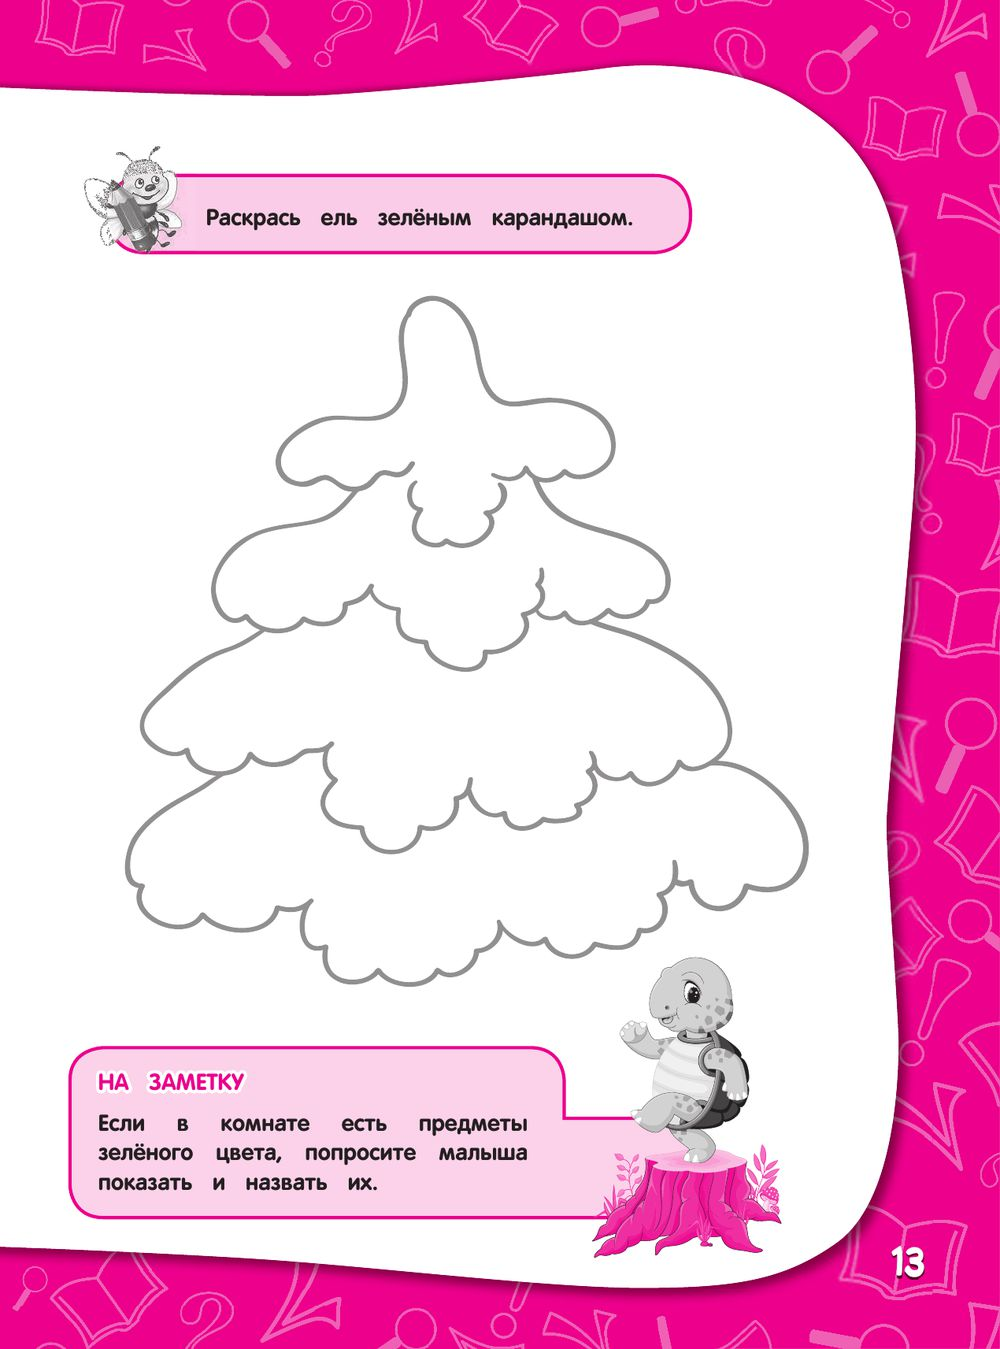 Раскрась ель зелёным карандашом.
НА ЗАМЕТКУ
Если в комнате есть предметы
зелёного цвета, попросите малыша
показать и назвать их.
13